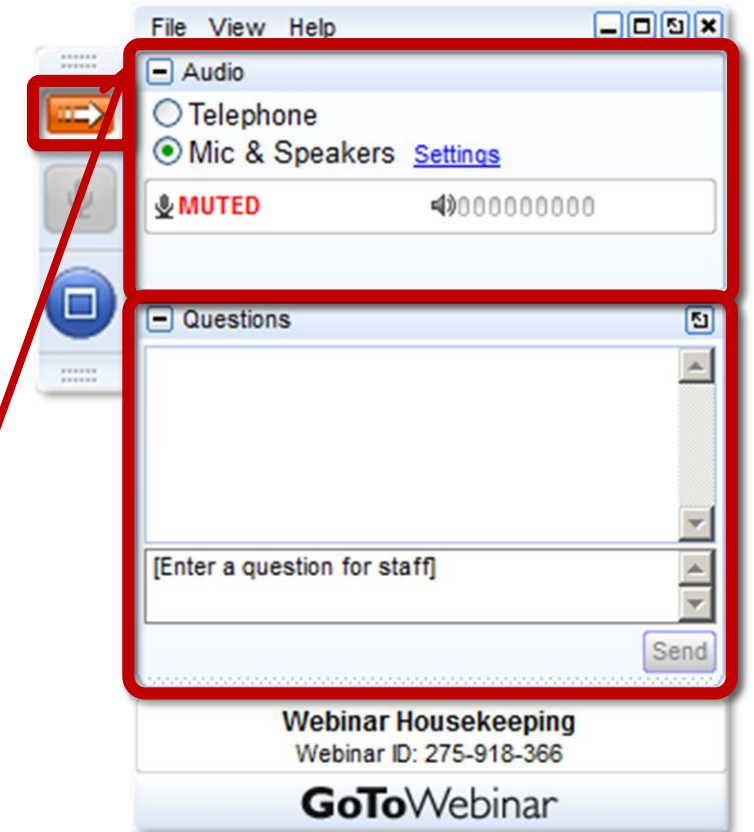 File View Help
Audio
Telephone
Mic & Speakers Settings
MUTED 000000000
Questions
[Enter a question for staff]
Send
Webinar Housekeeping
Webinar ID: 275-918-366
GoToWebinar